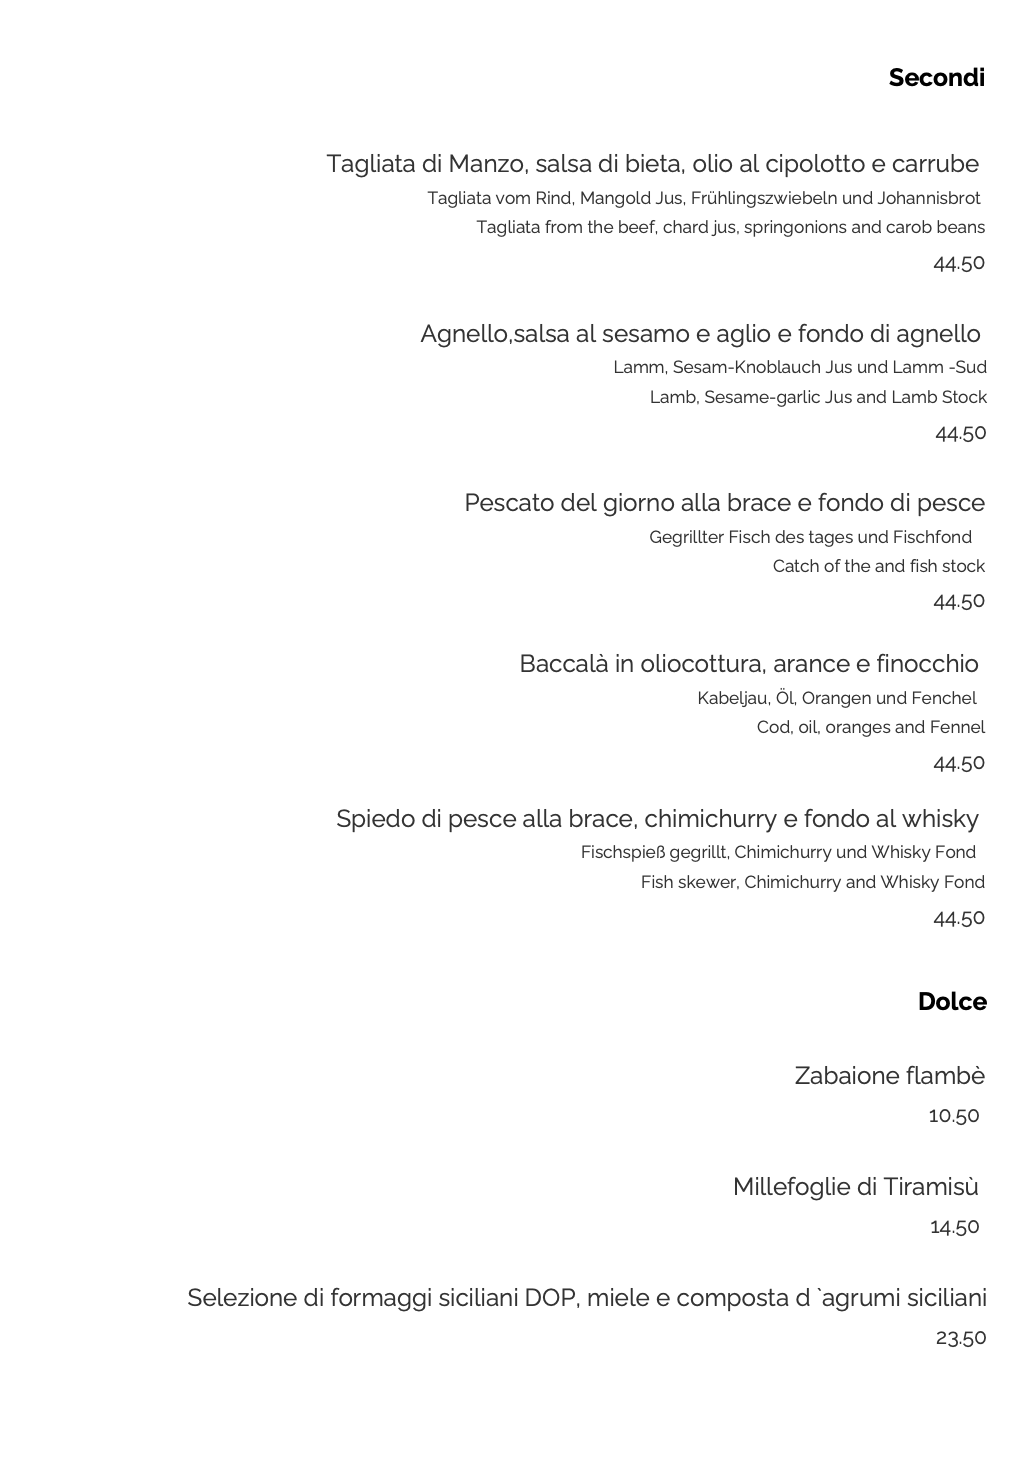 Secondi
Tagliata di Manzo, salsa di bieta, olio al cipolotto e carrube
Tagliata vom Rind, Mangold Jus, Frühlingszwiebeln und Johannisbrot
Tagliata from the beef, chard jus, springonions and carob beans
44.50
Agnello,salsa al sesamo e aglio e fondo di agnello
Lamm, Sesam-Knoblauch Jus und Lamm -Sud
Lamb, Sesame-garlic Jus and Lamb Stock
44.50
Pescato del giorno alla brace e fondo di pesce
Gegrillter Fisch des tages und Fischfond
Catch of the and fish stock
44.50
Baccalà in oliocottura, arance e finocchio
Kabeljau, Öl, Orangen und Fenchel
Cod, oil, oranges and Fennel
44.50
Spiedo di pesce alla brace, chimichurry e fondo al whisky
Fischspieß gegrillt, Chimichurry und Whisky Fond
Fish skewer, Chimichurry and Whisky Fond
44.50
Dolce
Zabaione flambè
10.50
Millefoglie di Tiramisù
14.50
Selezione di formaggi siciliani DOP, miele e composta d `agrumi siciliani
23.50